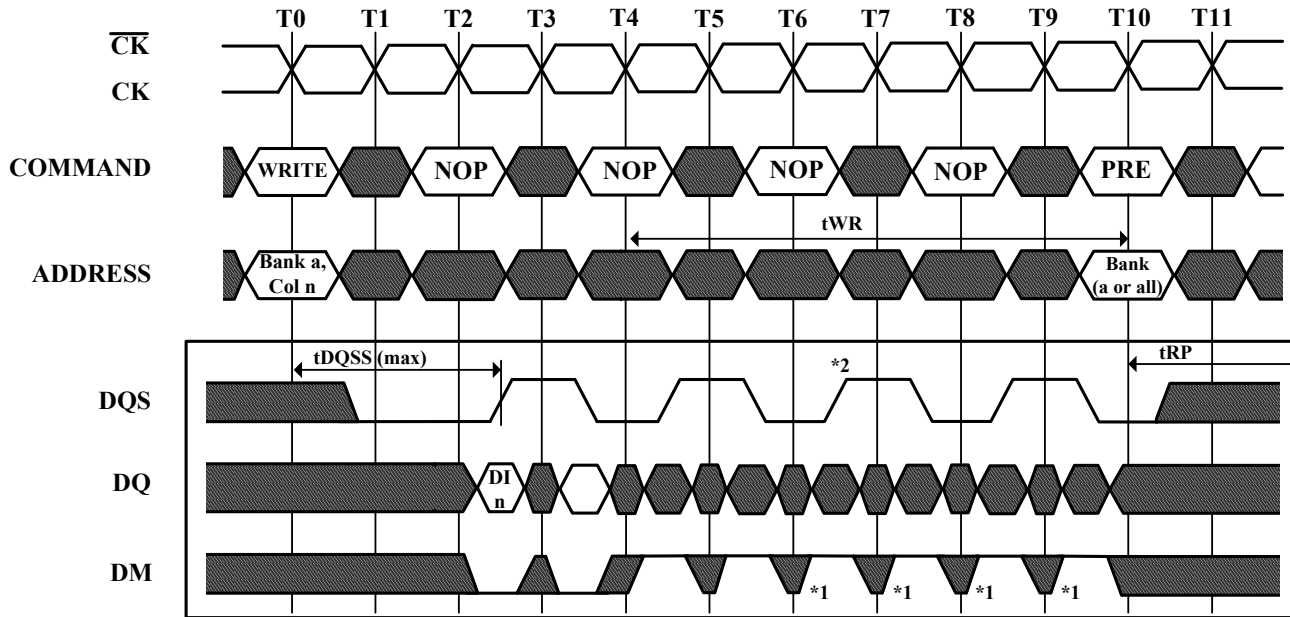 T0 T1 T2 T3 T4 T5 T6 T7 T8 T9 T10 T11
CK
CK
COMMAND
WRITE NOP NOP NOP NOP PRE
tWR
ADDRESS
Bank a,
Col n
Bank
(a or all)
tDQSS (max)
*2
tRP
DQS
DQ
DI
n
DM
*1 *1 *1 *1